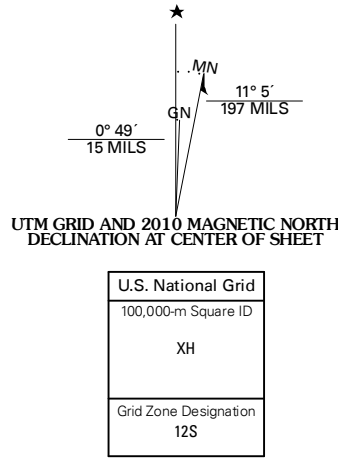 ★
MN
GN
11° 5´
197 MILS
0° 49´
15 MILS
UTM GRID AND 2010 MAGNETIC NORTH
DECLINATION AT CENTER OF SHEET
U.S. National Grid
100,000-m Square ID
XH
Grid Zone Designation
12S